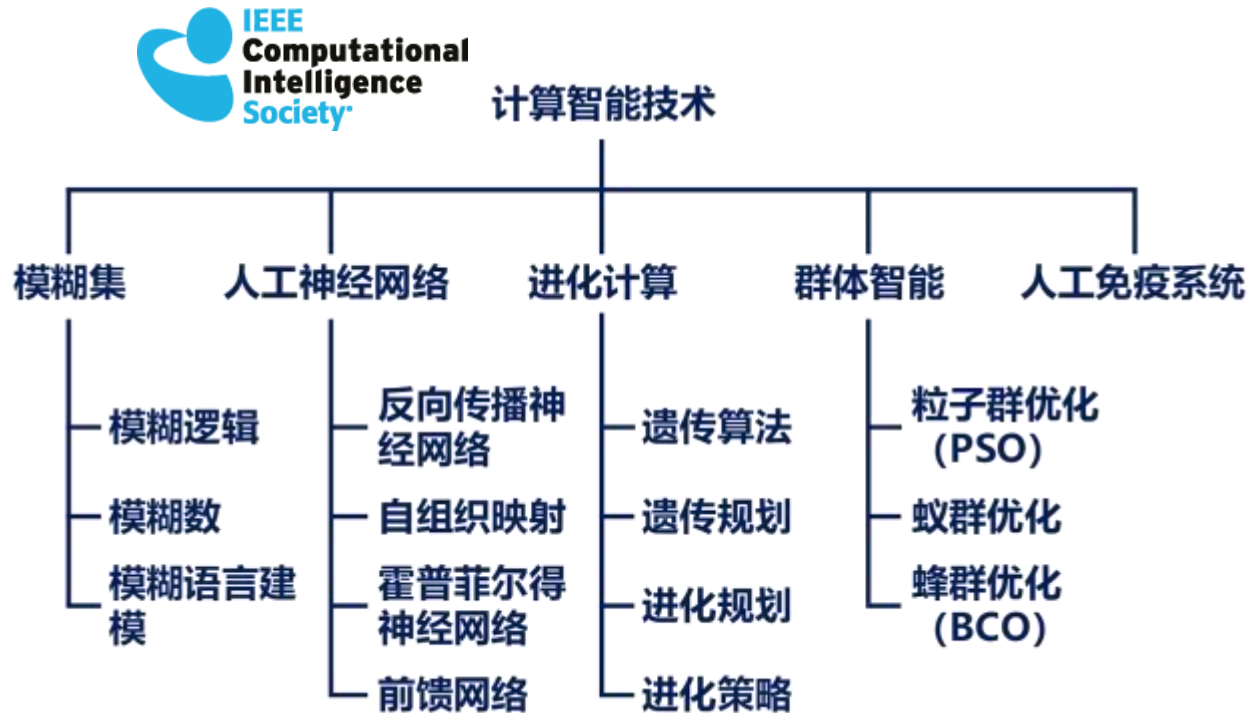 IEEE
Computational
Intelligence
Society
计算智能技术
模糊集
人工神经网络
进化计算
群体智能
人工免疫系统
模糊逻辑
模糊数
模糊语言建
模
反向传播神
经网络
自组织映射
霍普菲尔得
神经网络
前馈网络
遗传算法
遗传规划
进化规划
进化策略
粒子群优化
（PSO）
蚁群优化
蜂群优化
（BCO）